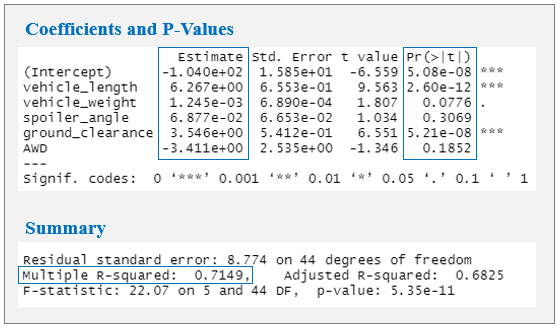 Coefficients and P-Values
Estimate Std. Error t value Pr(>|t|)
(Intercept) -1.040e+02 1.585e+01 -6.559 5.08e-08 ***
vehicle_length 6.267e+00 6.553e-01 9.563 2.60e-12 ***
vehicle_weight 1.245e-03 6.890e-04 1.807 0.0776 .
spoiler_angle 6.877e-02 6.653e-02 1.034 0.3069
ground_clearance 3.546e+00 5.412e-01 6.551 5.21e-08 ***
AWD -3.411e+00 2.535e+00 -1.346 0.1852
---
Signif. codes: 0 ‘***’ 0.001 ‘**’ 0.01 ‘*’ 0.05 ‘.’ 0.1 ‘ ’ 1
Summary
Residual standard error: 8.774 on 44 degrees of freedom
Multiple R-squared: 0.7149, Adjusted R-squared: 0.6825
F-statistic: 22.07 on 5 and 44 DF, p-value: 5.35e-11